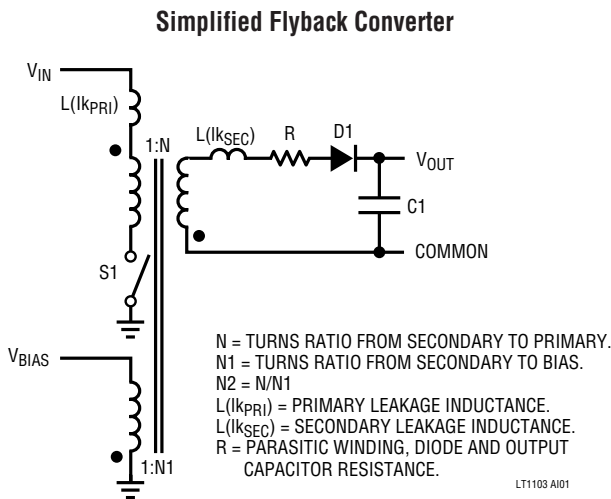 Simplified Flyback Converter
VIN
L(lkPRI)
1:N
L(lkSEC)
R
D1
VOUT
C1
S1
COMMON
VBIAS
1:N1
N = TURNS RATIO FROM SECONDARY TO PRIMARY.
N1 = TURNS RATIO FROM SECONDARY TO BIAS.
N2 = N/N1
L(lkPRI) = PRIMARY LEAKAGE INDUCTANCE.
L(lkSEC) = SECONDARY LEAKAGE INDUCTANCE.
R = PARASITIC WINDING, DIODE AND OUTPUT
CAPACITOR RESISTANCE.
LT1103 AI01